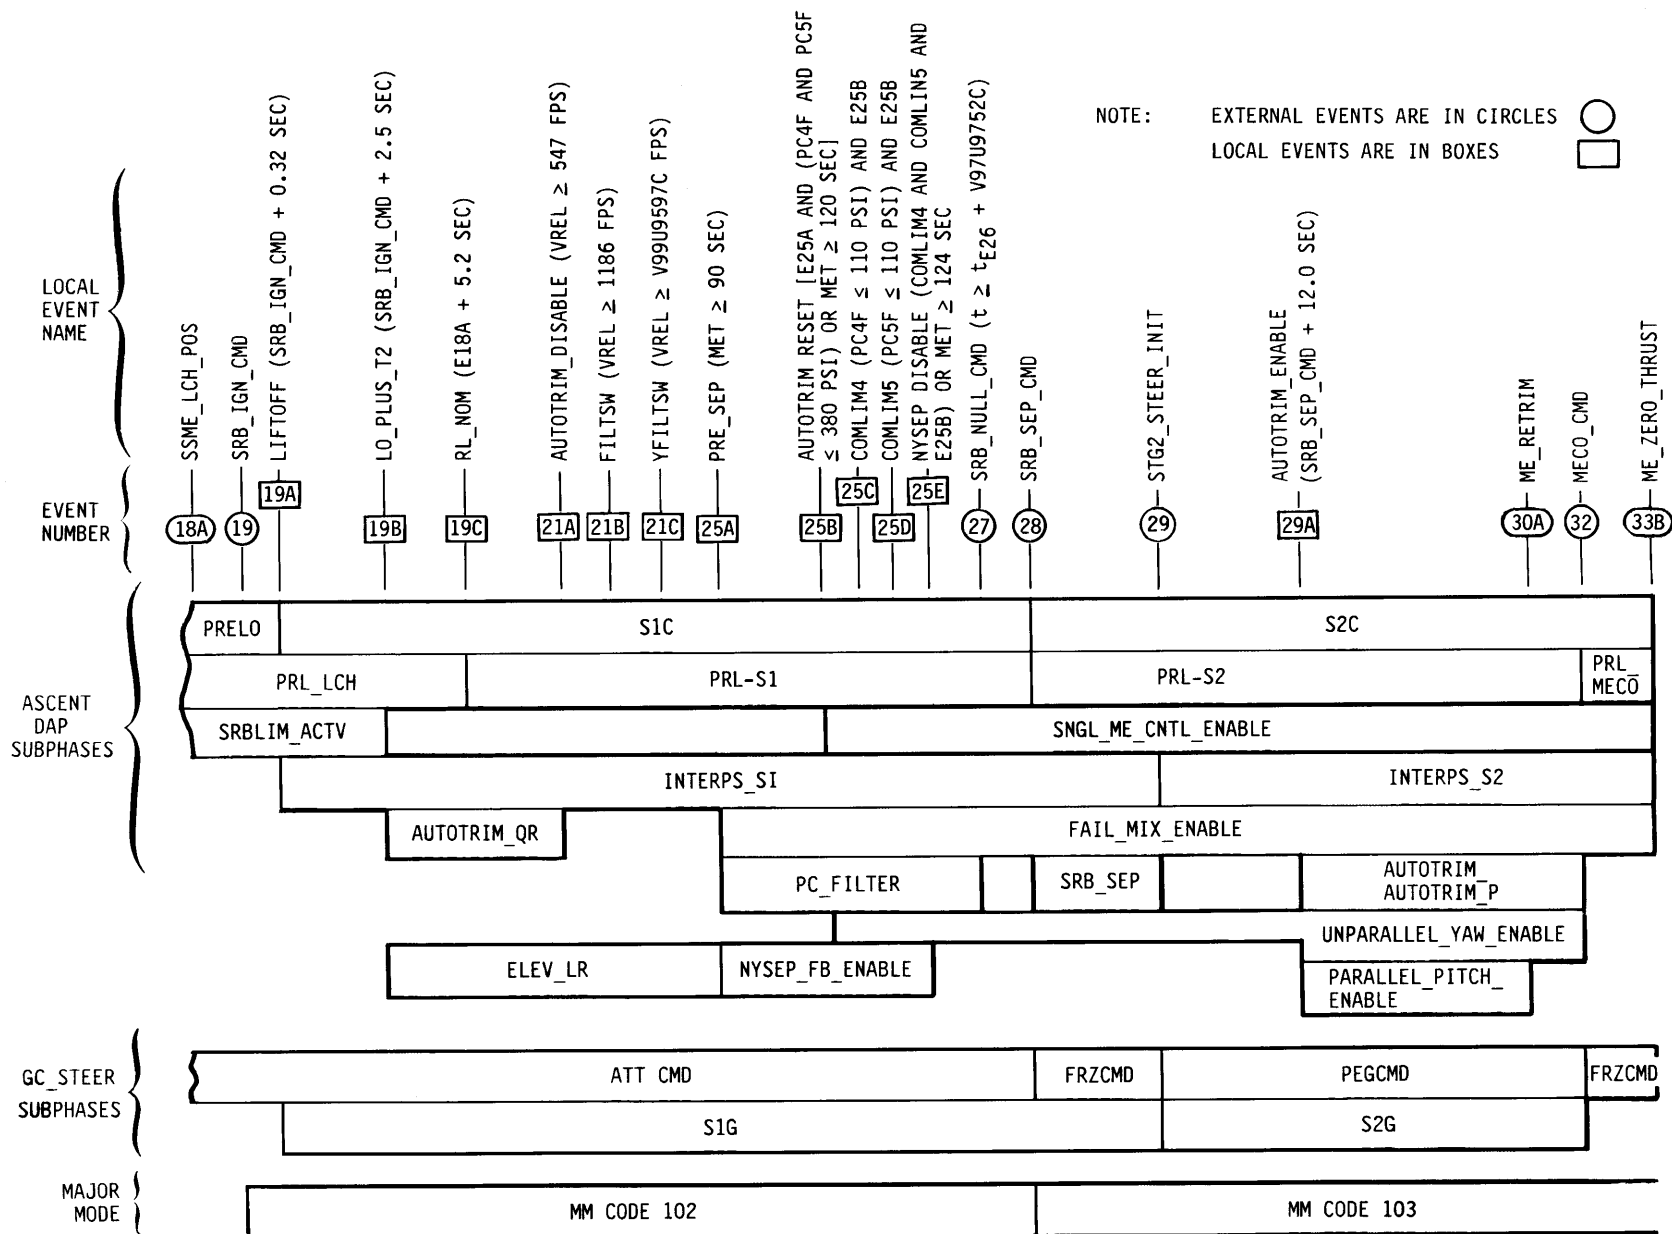 NOTE: EXTERNAL EVENTS ARE IN CIRCLES
LOCAL EVENTS ARE IN BOXES
LOCAL
EVENT
NAME
SSME_LCH_POS
SRB_IGN_CMD
LIFTOFF (SRB_IGN_CMD + 0.32 SEC)
LO_PLUS_T2 (SRB_IGN_CMD + 2.5 SEC)
RL_NOM (E18A + 5.2 SEC)
AUTOTRIM_DISABLE (VREL ≥ 547 FPS)
FILTSW (VREL ≥ 1186 FPS)
YFILTSW (VREL ≥ V99U9597C FPS)
PRE_SEP (MET ≥ 90 SEC)
AUTOTRIM RESET [E25A AND (PC4F AND PC5F
≤ 380 PSI) OR MET ≥ 120 SEC]
COMLIM4 (PC4F ≤ 110 PSI) AND E25B
COMLIM5 (PC5F ≤ 110 PSI) AND E25B
NYSEP DISABLE (COMLIM4 AND COMLIN5 AND
E25B) OR MET ≥ 124 SEC
SRB_NULL_CMD (t ≥ tE26 + V97U9752C)
SRB_SEP_CMD
STG2_STEER_INIT
AUTOTRIM_ENABLE
(SRB_SEP_CMD + 12.0 SEC)
ME_RETRIM
MECO_CMD
ME_ZERO_THRUST
EVENT
NUMBER
18A
19
19A
19B
19C
21A
21B
21C
25A
25B
25C
25D
25E
27
28
29
29A
30A
32
33B
ASCENT
DAP
SUBPHASES
PRELO
S1C
S2C
PRL_LCH
PRL-S1
PRL-S2
PRL_
MECO
SRBLIM_ACTV
SNGL_ME_CNTL_ENABLE
INTERPS_SI
INTERPS_S2
AUTOTRIM_QR
FAIL_MIX_ENABLE
PC_FILTER
SRB_SEP
AUTOTRIM_
AUTOTRIM_P
UNPARALLEL_YAW_ENABLE
ELEV_LR
NYSEP_FB_ENABLE
PARALLEL_PITCH_
ENABLE
GC_STEER
SUBPHASES
ATT CMD
FRZCMD
PEGCMD
FRZCMD
S1G
S2G
MAJOR
MODE
MM CODE 102
MM CODE 103